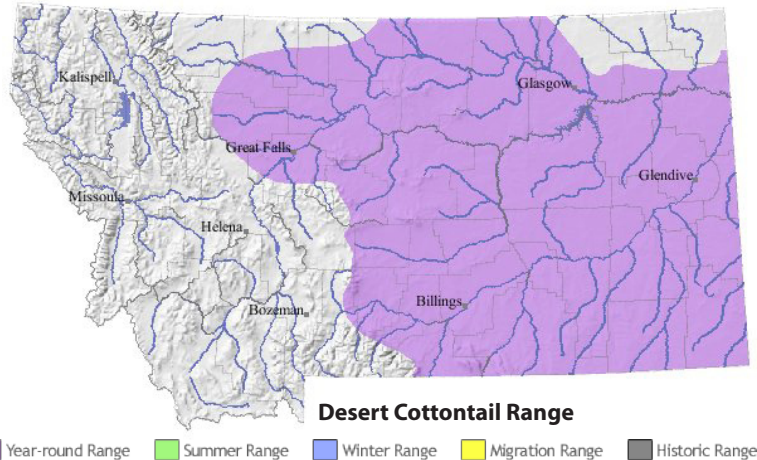 Kalispell
Glasgow
Great Falls
Glendive
Missoula
Helena
Billings
Bozeman
Desert Cottontail Range
Year-round Range Summer Range Winter Range Migration Range Historic Range